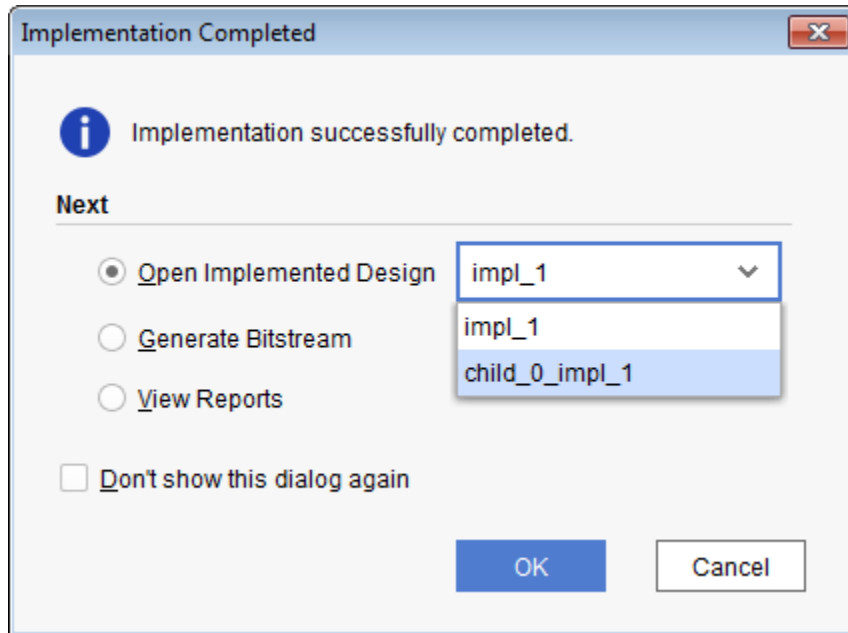 Implementation Completed
Implementation successfully completed.
Next
Open Implemented Design
impl_1
impl_1
child_0_impl_1
Generate Bitstream
View Reports
Don't show this dialog again
OK
Cancel